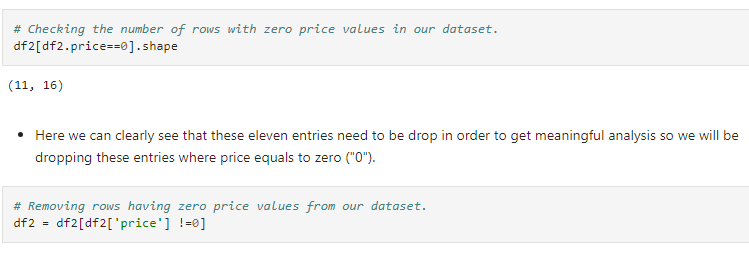 # Checking the number of rows with zero price values in our dataset.
df2[df2.price==0].shape
(11, 16)
• Here we can clearly see that these eleven entries need to be drop in order to get meaningful analysis so we will be
dropping these entries where price equals to zero ("0").
# Removing rows having zero price values from our dataset.
df2 = df2[df2['price'] !=0]